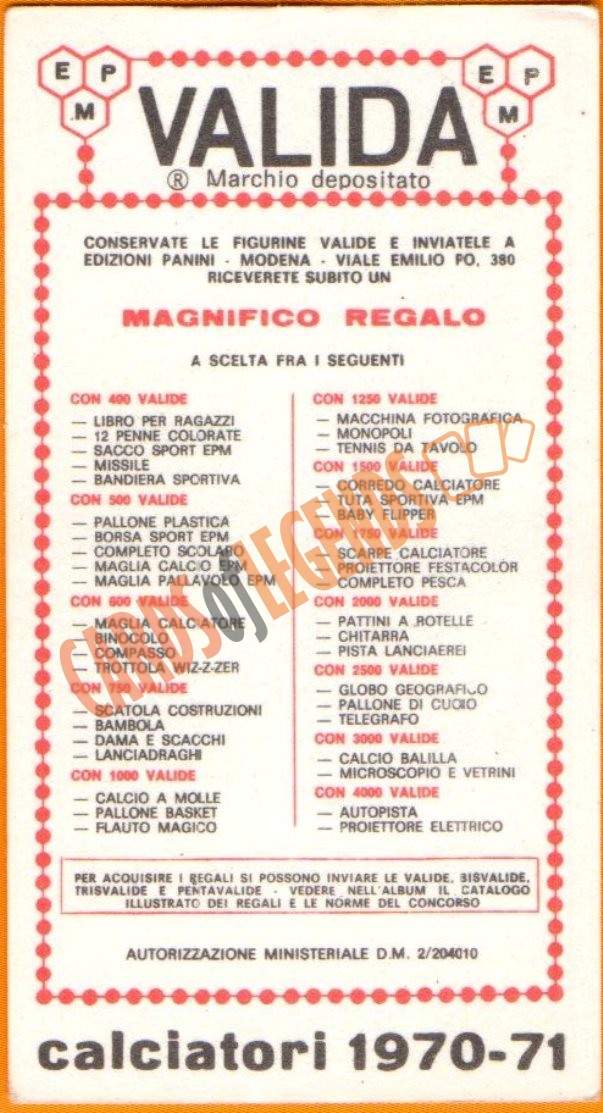 E P M
VALIDA
E P M
® Marchio depositato
CONSERVATE LE FIGURINE VALIDE E INVIATELE A
EDIZIONI PANINI - MODENA - VIALE EMILIO PO, 380
RICEVERETE SUBITO UN
MAGNIFICO REGALO
A SCELTA FRA I SEGUENTI
CON 400 VALIDE
— LIBRO PER RAGAZZI
— 12 PENNE COLORATE
— SACCO SPORT EPM
— MISSILE
— BANDIERA SPORTIVA
CON 500 VALIDE
— PALLONE PLASTICA
— BORSA SPORT EPM
— COMPLETO SCOLARO
— MAGLIA CALCIO EPM
— MAGLIA PALLAVOLO EPM
CON 600 VALIDE
— MAGLIA CALCIATORE
— BINOCOLO
— COMPASSO
— TROTTOLA WIZ-Z-ZER
CON 750 VALIDE
— SCATOLA COSTRUZIONI
— BAMBOLA
— DAMA E SCACCHI
— LANCIADRAGHI
CON 1000 VALIDE
— CALCIO A MOLLE
— PALLONE BASKET
— FLAUTO MAGICO
CON 1250 VALIDE
— MACCHINA FOTOGRAFICA
— MONOPOLI
— TENNIS DA TAVOLO
CON 1500 VALIDE
— CORREDO CALCIATORE
— TUTA SPORTIVA EPM
— BABY FLIPPER
CON 1750 VALIDE
— SCARPE CALCIATORE
— PROIETTORE FESTACOLOR
— COMPLETO PESCA
CON 2000 VALIDE
— PATTINI A ROTELLE
— CHITARRA
— PISTA LANCIAEREI
CON 2500 VALIDE
— GLOBO GEOGRAFICO
— PALLONE DI CUOIO
— TELEGRAFO
CON 3000 VALIDE
— CALCIO BALILLA
— MICROSCOPIO E VETRINI
CON 4000 VALIDE
— AUTOPISTA
— PROIETTORE ELETTRICO
PER ACQUISIRE I REGALI SI POSSONO INVIARE LE VALIDE, BISVALIDE,
TRISVALIDE E PENTAVALIDE - VEDERE NELL'ALBUM IL CATALOGO
ILLUSTRATO DEI REGALI E LE NORME DEL CONCORSO
AUTORIZZAZIONE MINISTERIALE D.M. 2/204010
calciatori 1970-71
CARDS of LEGENDS